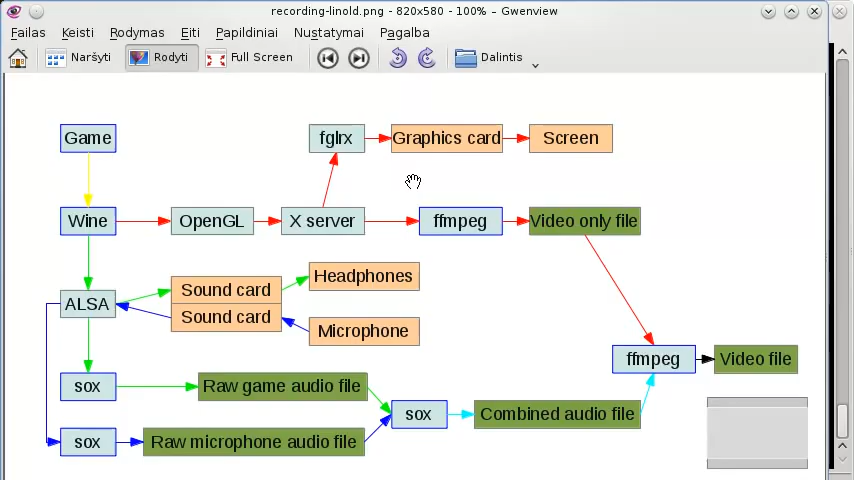 recording-linold.png - 820x580 - 100% – Gwenview
Failas Keisti Rodymas Eiti Papildiniai Nustatymai Pagalba
Naršyti Rodyti Full Screen Dalintis
Game fglrx Graphics card Screen
Wine OpenGL X server ffmpeg Video only file
Headphones
Sound card
ALSA
Sound card
Microphone
ffmpeg Video file
sox Raw game audio file
sox Combined audio file
sox Raw microphone audio file